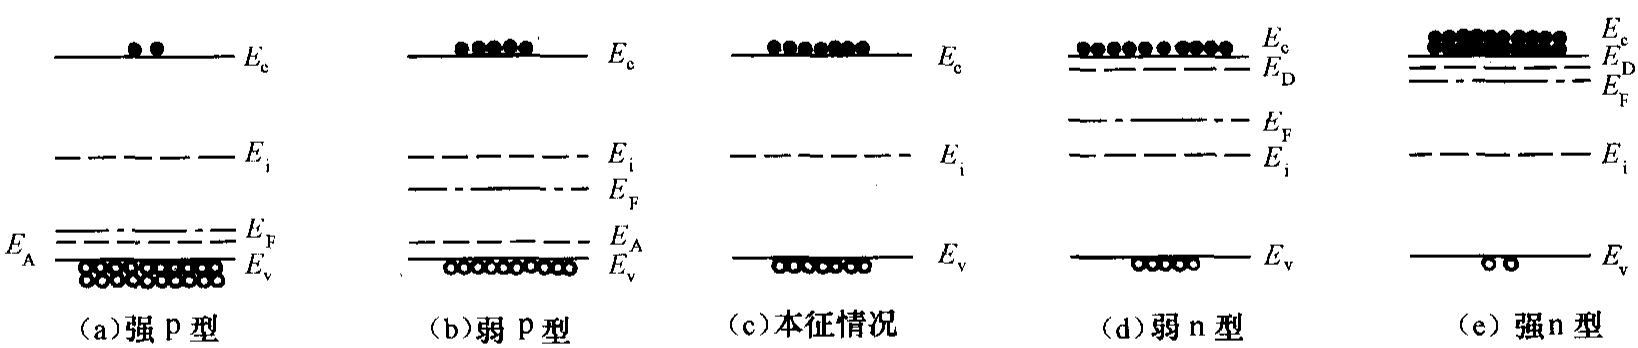 E_c
E_i
E_A
E_F
E_v
(a)强 p 型
E_c
E_i
E_F
E_A
E_v
(b)弱 p 型
E_c
E_i
E_v
(c)本征情况
E_c
E_D
E_F
E_i
E_v
(d)弱 n 型
E_c
E_D
E_F
E_i
E_v
(e) 强n 型